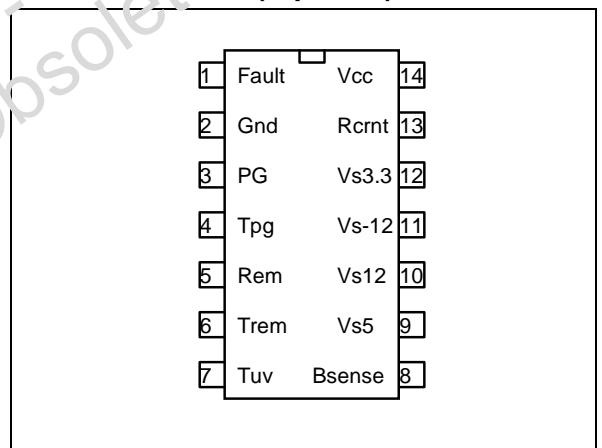 1 Fault Vcc 14
2 Gnd Rcrnt 13
3 PG Vs3.3 12
4 Tpg Vs-12 11
5 Rem Vs12 10
6 Trem Vs5 9
7 Tuv Bsense 8